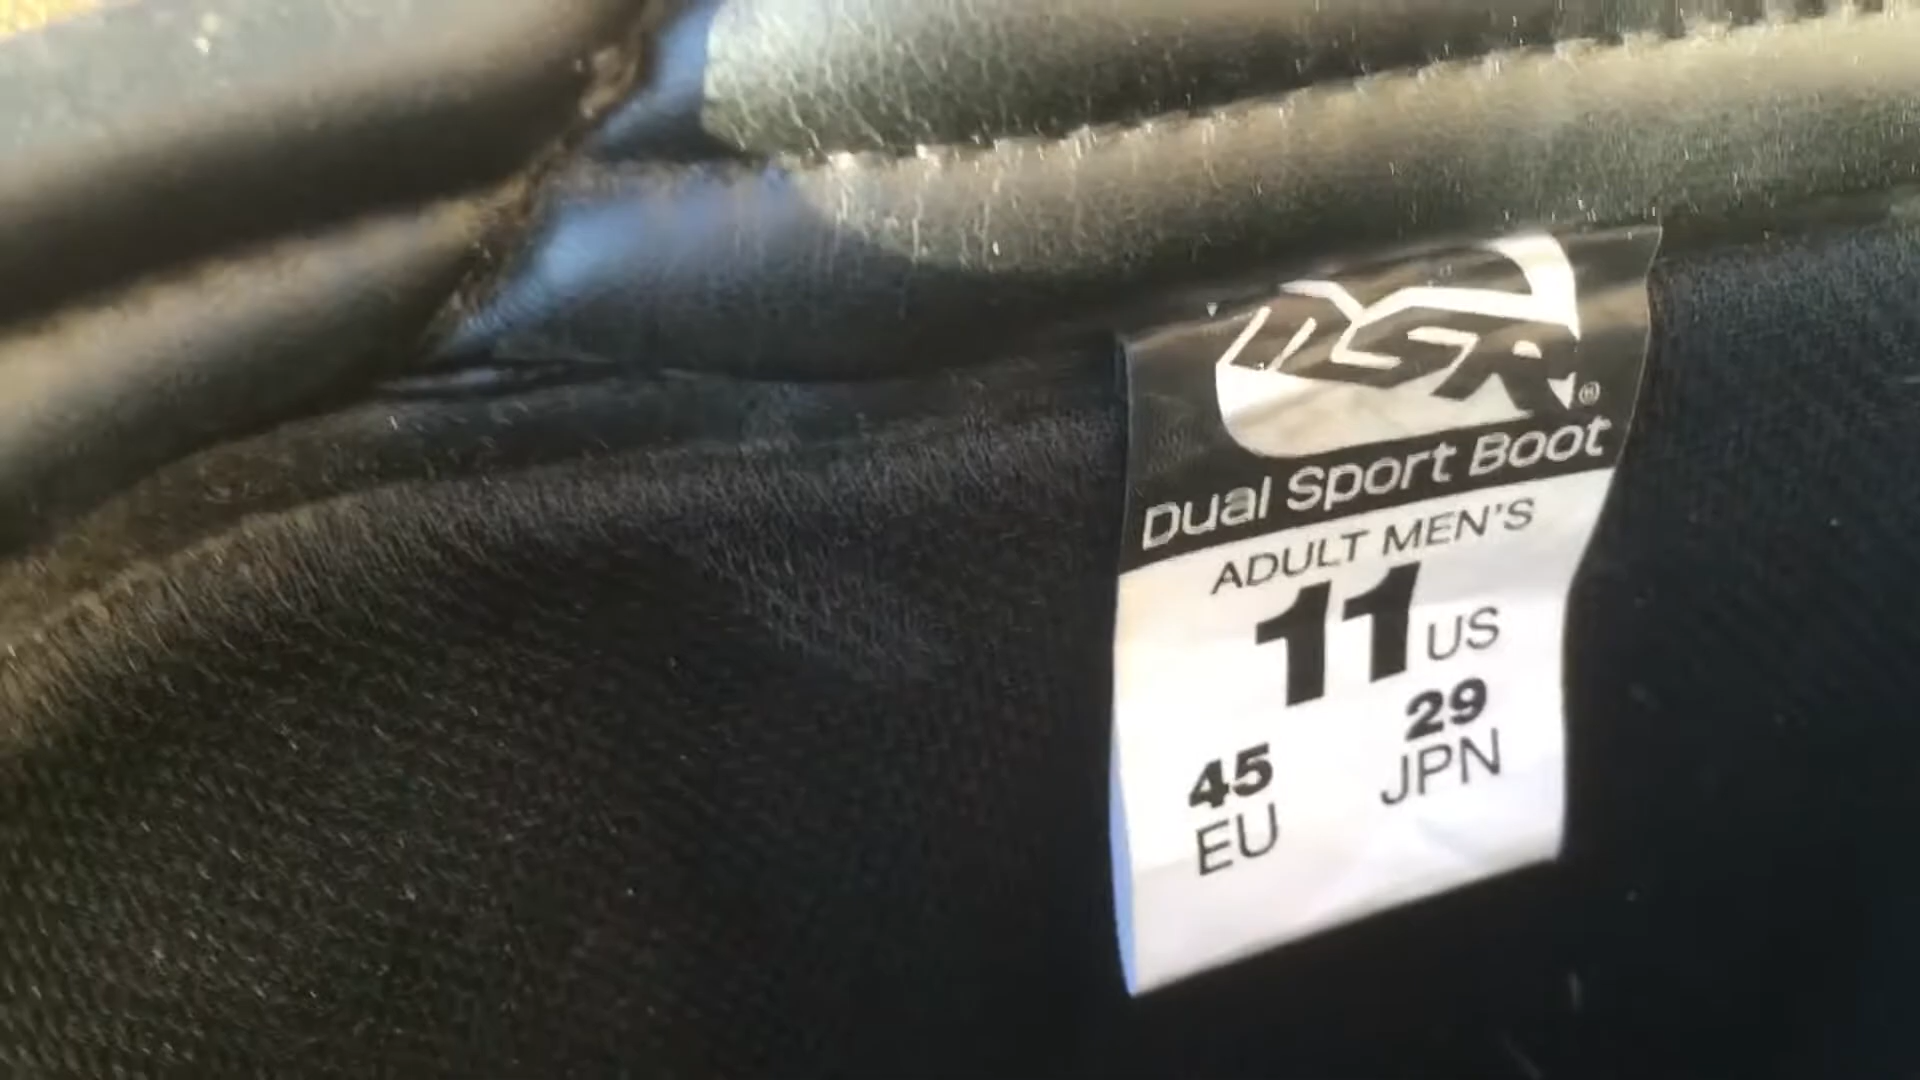 MSR®
Dual Sport Boot
ADULT MEN'S
11 US
45 EU
29 JPN